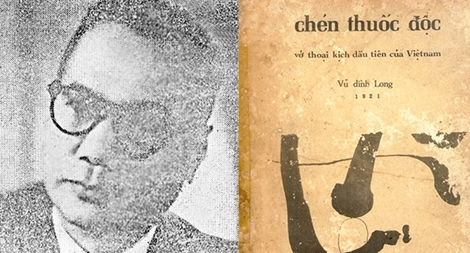 chén thuốc độc
vở thoại kịch đầu tiên của Việtnam
Vũ đình Long
1921